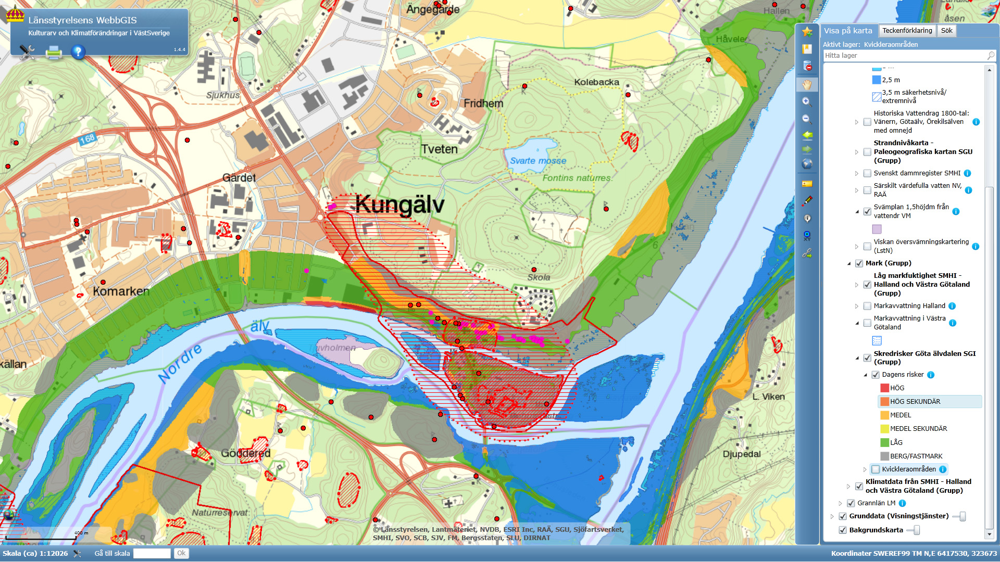 Länsstyrelsens WebbGIS
Kulturarv och Klimatförändringar i VästSverige
1.4.4
Ängegärde
Hallen
åsen
Håvele
Kolebacka
Sjukhus
Fridhem
168
Tveten
Svarte mosse
Fontins naturres.
Gärdet
Kungälv
6
Skola
Komarken
älv
Nordre
källan
L. Viken
Göddered
Djupedal
Naturreservat
400 m
© Länsstyrelsen, Lantmäteriet, NVDB, ESRI Inc, RAÄ, SGU, Sjöfartsverket,
SMHI, SVO, SCB, SJV, FM, Bergsstaten, SLU, DIRNAT
Visa på karta
Teckenförklaring
Sök
Aktivt lager: Kvickleraområden
Hitta lager
2,5 m
3,5 m säkerhetsnivå/
extremnivå
Historiska Vattendrag 1800-tal:
Vänern, Götaälv, Örekilsälven
med omnejd
Strandnivåkarta -
Paleogeografiska kartan SGU
(Grupp)
Svenskt dammregister SMHI
Särskilt värdefulla vatten NV,
RAÄ
Svämplan 1,5höjdm från
vattendr VM
Viskan översvämningskartering
(LstN)
Mark (Grupp)
Låg markfuktighet SMHI -
Halland och Västra Götaland
(Grupp)
Markavvattning Halland
Markavvattning i Västra
Götaland
Skredrisker Göta älvdalen SGI
(Grupp)
Dagens risker
HÖG
HÖG SEKUNDÄR
MEDEL
MEDEL SEKUNDÄR
LÅG
BERG/FASTMARK
Kvickleraområden
Klimatdata från SMHI - Halland
och Västra Götaland (Grupp)
Grannlän LM
Grunddata (Visningstjänster)
Bakgrundskarta
Skala (ca) 1:12026
Gå till skala
Ok
Koordinater SWEREF99 TM N,E 6417530, 323673